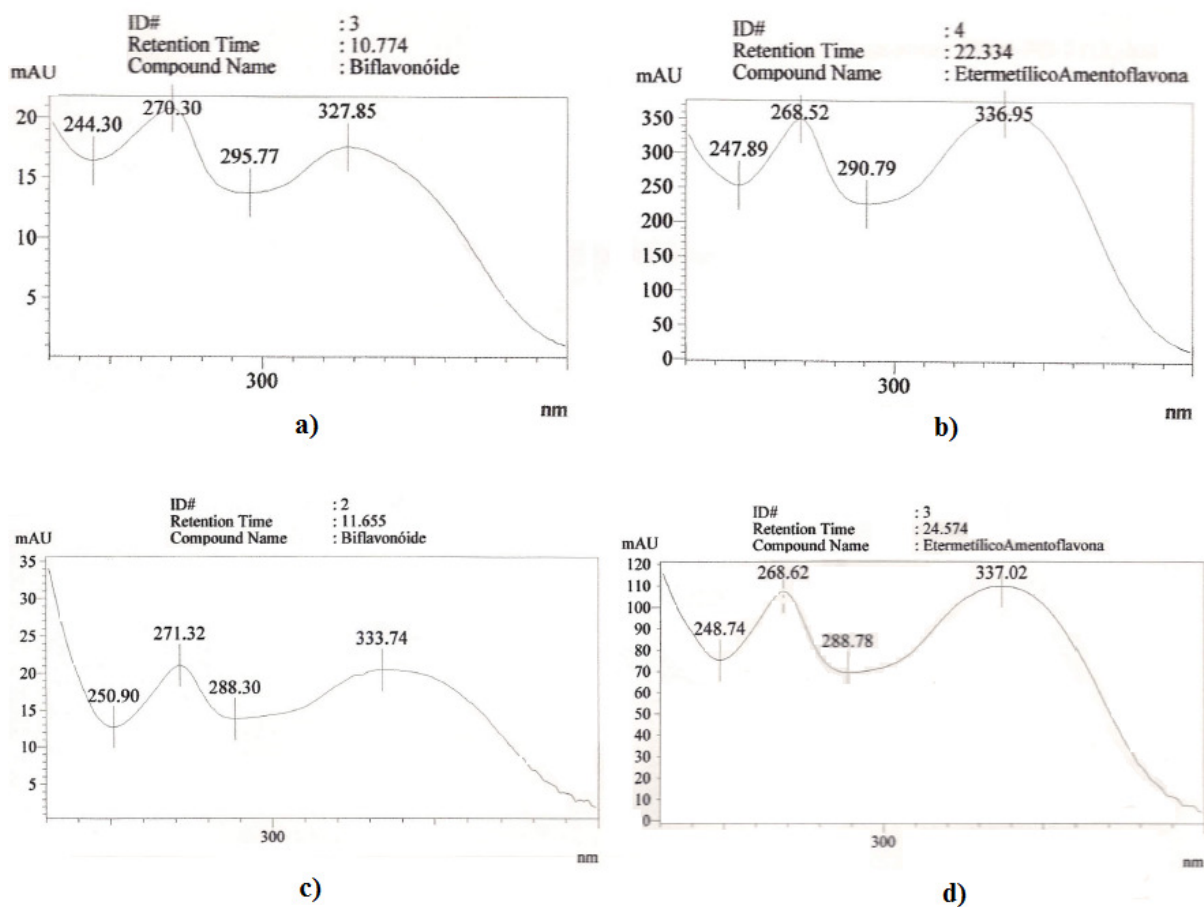 ID# : 3
Retention Time : 10.774
Compound Name : Biflavonóide
mAU
244.30
270.30
295.77
327.85
20
15
10
5
300
nm
a)
ID# : 4
Retention Time : 22.334
Compound Name : EtermetílicoAmentoflavona
mAU
247.89
268.52
290.79
336.95
350
300
250
200
150
100
50
0
300
nm
b)
ID# : 2
Retention Time : 11.655
Compound Name : Biflavonóide
mAU
250.90
271.32
288.30
333.74
35
30
25
20
15
10
5
300
nm
c)
ID# : 3
Retention Time : 24.574
Compound Name : EtermetílicoAmentoflavona
mAU
248.74
268.62
288.78
337.02
120
110
100
90
80
70
60
50
40
30
20
10
0
300
nm
d)